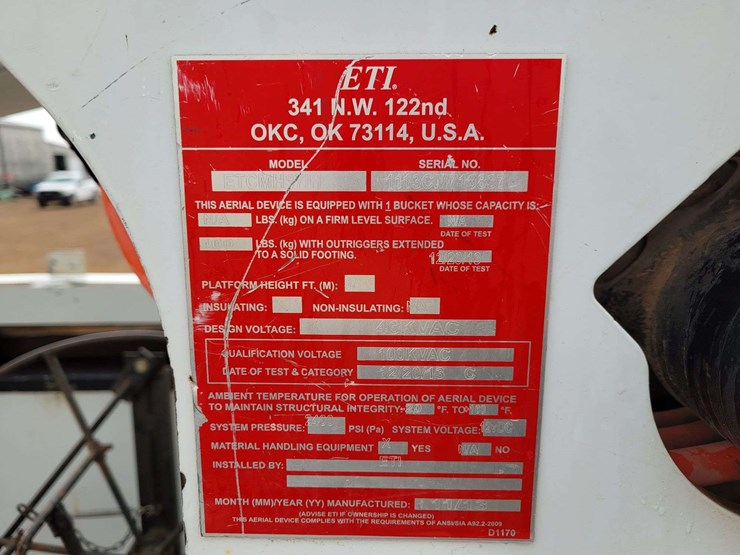 ETI.
341 N.W. 122nd
OKC, OK 73114, U.S.A.
MODEL SERIAL NO.
THIS AERIAL DEVICE IS EQUIPPED WITH 1 BUCKET WHOSE CAPACITY IS:
N/A LBS. (kg) ON A FIRM LEVEL SURFACE. N/A
DATE OF TEST
LBS. (kg) WITH OUTRIGGERS EXTENDED
TO A SOLID FOOTING.
DATE OF TEST
PLATFORM HEIGHT FT. (M):
INSULATING: NON-INSULATING:
DESIGN VOLTAGE: 46KVAC
QUALIFICATION VOLTAGE
DATE OF TEST & CATEGORY C
AMBIENT TEMPERATURE FOR OPERATION OF AERIAL DEVICE
TO MAINTAIN STRUCTURAL INTEGRITY: °F. TO °F.
SYSTEM PRESSURE: PSI (Pa) SYSTEM VOLTAGE:
MATERIAL HANDLING EQUIPMENT X YES N/A NO
INSTALLED BY: ETI
MONTH (MM)/YEAR (YY) MANUFACTURED:
(ADVISE ETI IF OWNERSHIP IS CHANGED)
THIS AERIAL DEVICE COMPLIES WITH THE REQUIREMENTS OF ANSI/SIA A92.2-2009
D1170